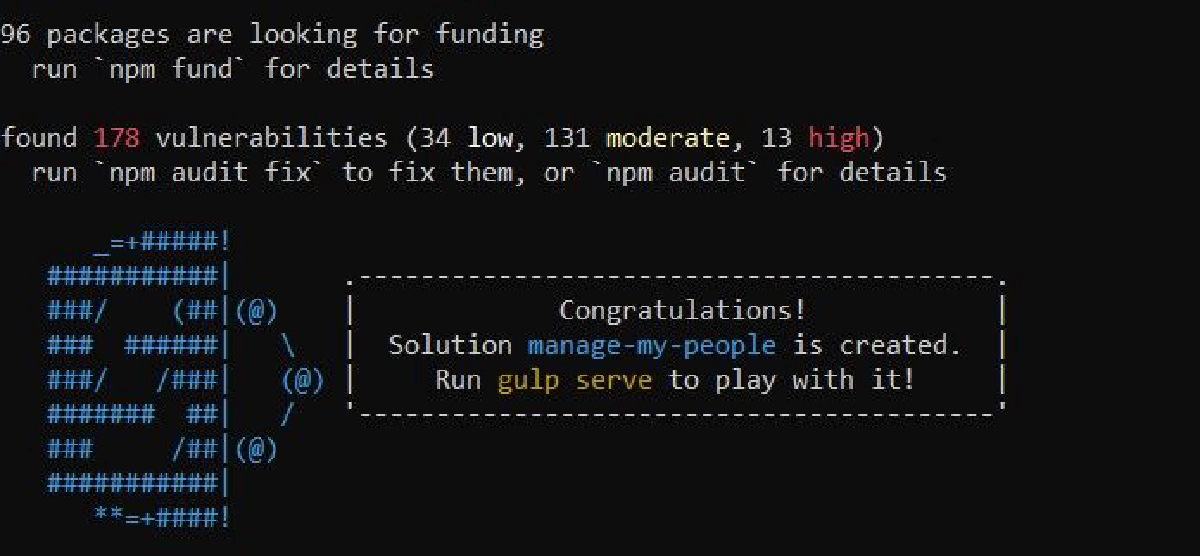 96 packages are looking for funding
  run `npm fund` for details

found 178 vulnerabilities (34 low, 131 moderate, 13 high)
  run `npm audit fix` to fix them, or `npm audit` for details

      _=+#####!
   ###########|      .-----------------------------------------.
   ###/    (##|(@)    |             Congratulations!            |
   ###  ######|   \   |  Solution manage-my-people is created.  |
   ###/   /###|   (@) |     Run gulp serve to play with it!     |
   #######  ##|   /   '-----------------------------------------'
   ###     /##|(@)
   ###########|
      **=+####!